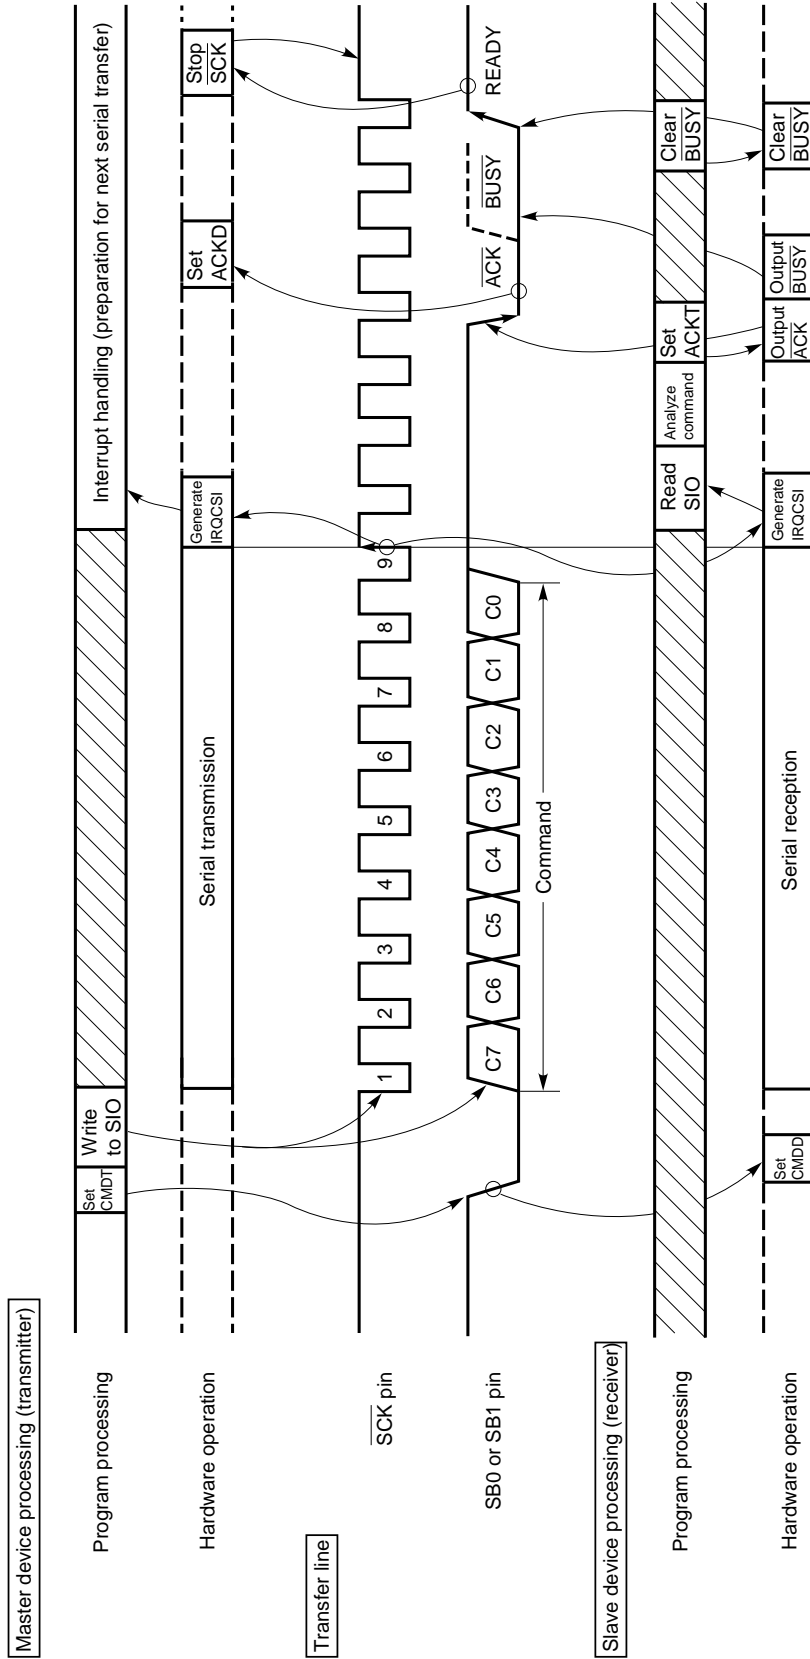 Master device processing (transmitter)
Program processing
Set
CMDT
Write
to SIO
Interrupt handling (preparation for next serial transfer)
Hardware operation
Serial transmission
Generate
IRQCSI
Set
ACKD
Stop
SCK
Transfer line
SCK pin
1 2 3 4 5 6 7 8 9
SB0 or SB1 pin
C7 C6 C5 C4 C3 C2 C1 C0
ACK
BUSY
READY
Command
Slave device processing (receiver)
Program processing
Read
SIO
Analyze
command
Set
ACKT
Clear
BUSY
Hardware operation
Set
CMDD
Serial reception
Generate
IRQCSI
Output
ACK
Output
BUSY
Clear
BUSY